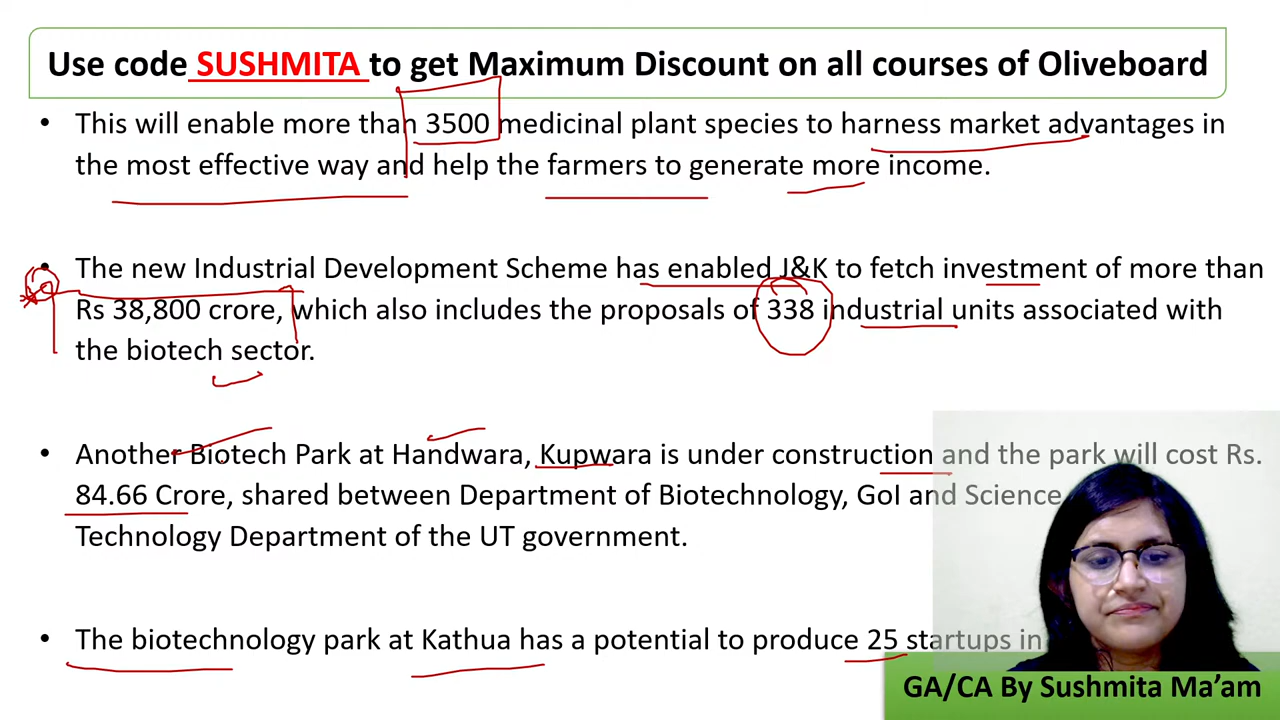 Use code SUSHMITA to get Maximum Discount on all courses of Oliveboard
• This will enable more than 3500 medicinal plant species to harness market advantages in
the most effective way and help the farmers to generate more income.
• The new Industrial Development Scheme has enabled J&K to fetch investment of more than
Rs 38,800 crore, which also includes the proposals of 338 industrial units associated with
the biotech sector.
• Another Biotech Park at Handwara, Kupwara is under construction and the park will cost Rs.
84.66 Crore, shared between Department of Biotechnology, GoI and Science
Technology Department of the UT government.
• The biotechnology park at Kathua has a potential to produce 25 startups in
GA/CA By Sushmita Ma’am